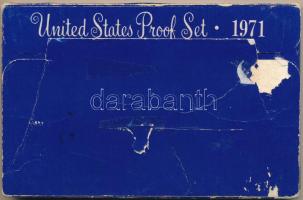 United States Proof Set · 1971
darabanth